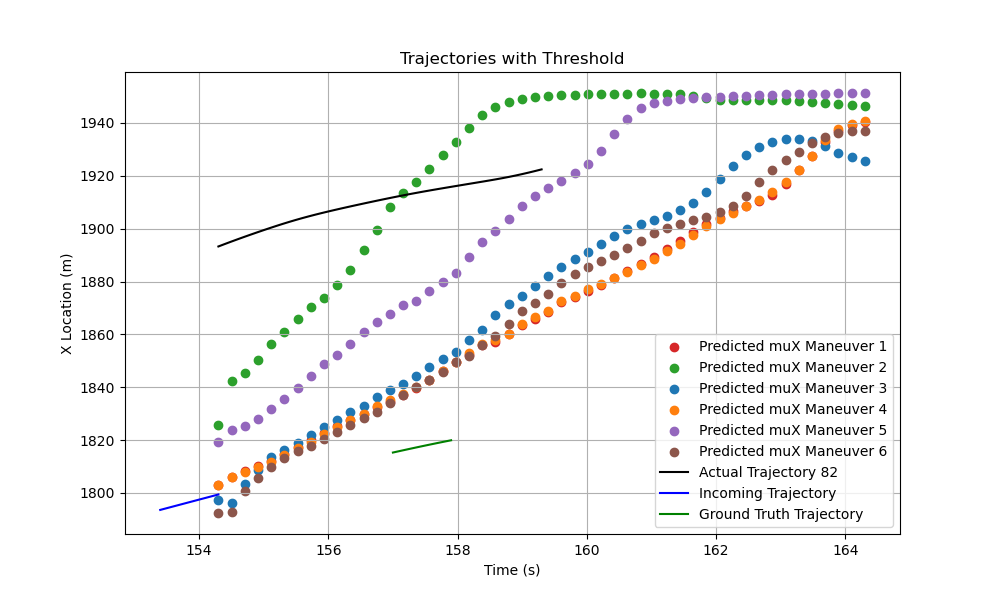 Trajectories with Threshold
X Location (m)
1940
1920
1900
1880
1860
1840
1820
1800
Predicted muX Maneuver 1
Predicted muX Maneuver 2
Predicted muX Maneuver 3
Predicted muX Maneuver 4
Predicted muX Maneuver 5
Predicted muX Maneuver 6
Actual Trajectory 82
Incoming Trajectory
Ground Truth Trajectory
154 156 158 160 162 164
Time (s)